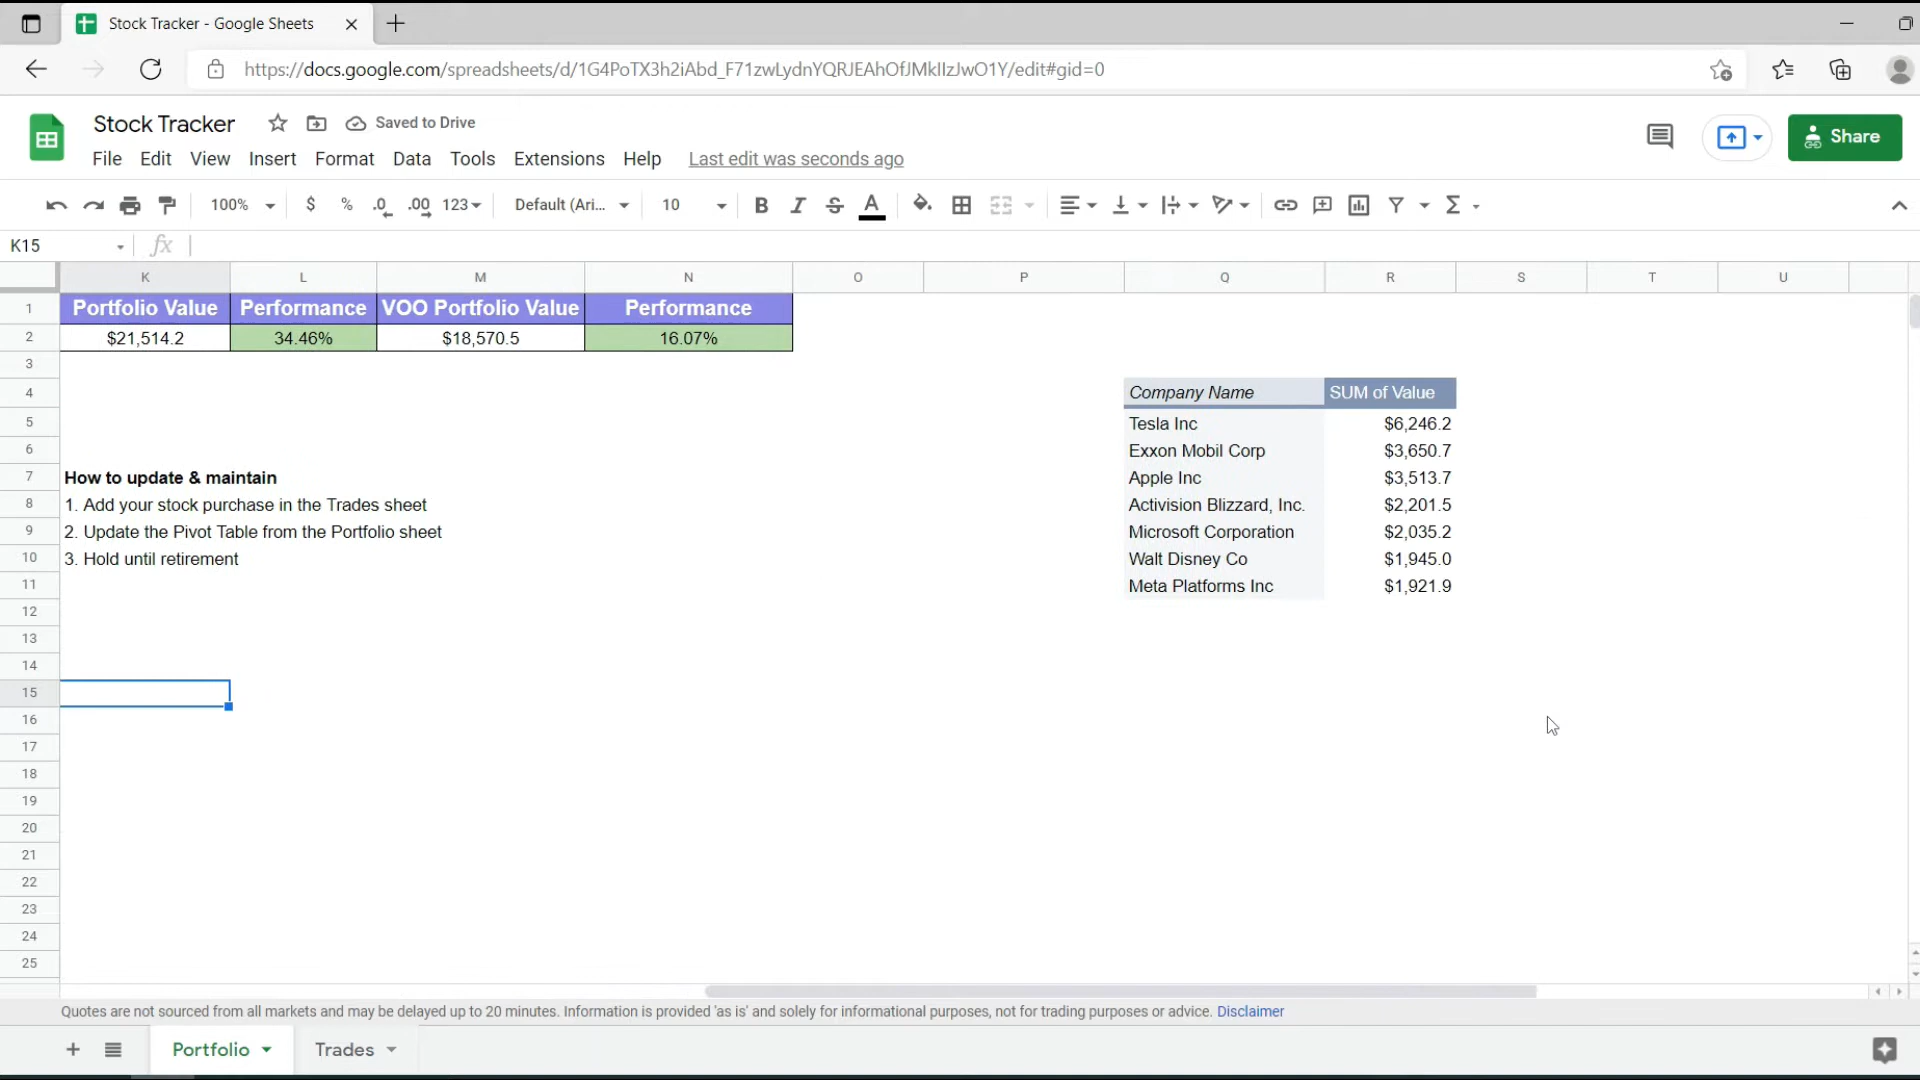 Stock Tracker - Google Sheets
https://docs.google.com/spreadsheets/d/1G4PoTX3h2iAbd_F71zwLydnYQRJEAhOfJMkIIzJwO1Y/edit#gid=0
Stock Tracker Saved to Drive
Share
File Edit View Insert Format Data Tools Extensions Help Last edit was seconds ago
100% $ % .0 .00 123 Default (Ari... 10 B I S A
K15 fx
K L M N O P Q R S T U
1 Portfolio Value Performance VOO Portfolio Value Performance
2 $21,514.2 34.46% $18,570.5 16.07%
3
4 Company Name SUM of Value
5 Tesla Inc $6,246.2
6 Exxon Mobil Corp $3,650.7
7 How to update & maintain Apple Inc $3,513.7
8 1. Add your stock purchase in the Trades sheet Activision Blizzard, Inc. $2,201.5
9 2. Update the Pivot Table from the Portfolio sheet Microsoft Corporation $2,035.2
10 3. Hold until retirement Walt Disney Co $1,945.0
11 Meta Platforms Inc $1,921.9
12
13
14
15
16
17
18
19
20
21
22
23
24
25
Quotes are not sourced from all markets and may be delayed up to 20 minutes. Information is provided 'as is' and solely for informational purposes, not for trading purposes or advice. Disclaimer
Portfolio Trades